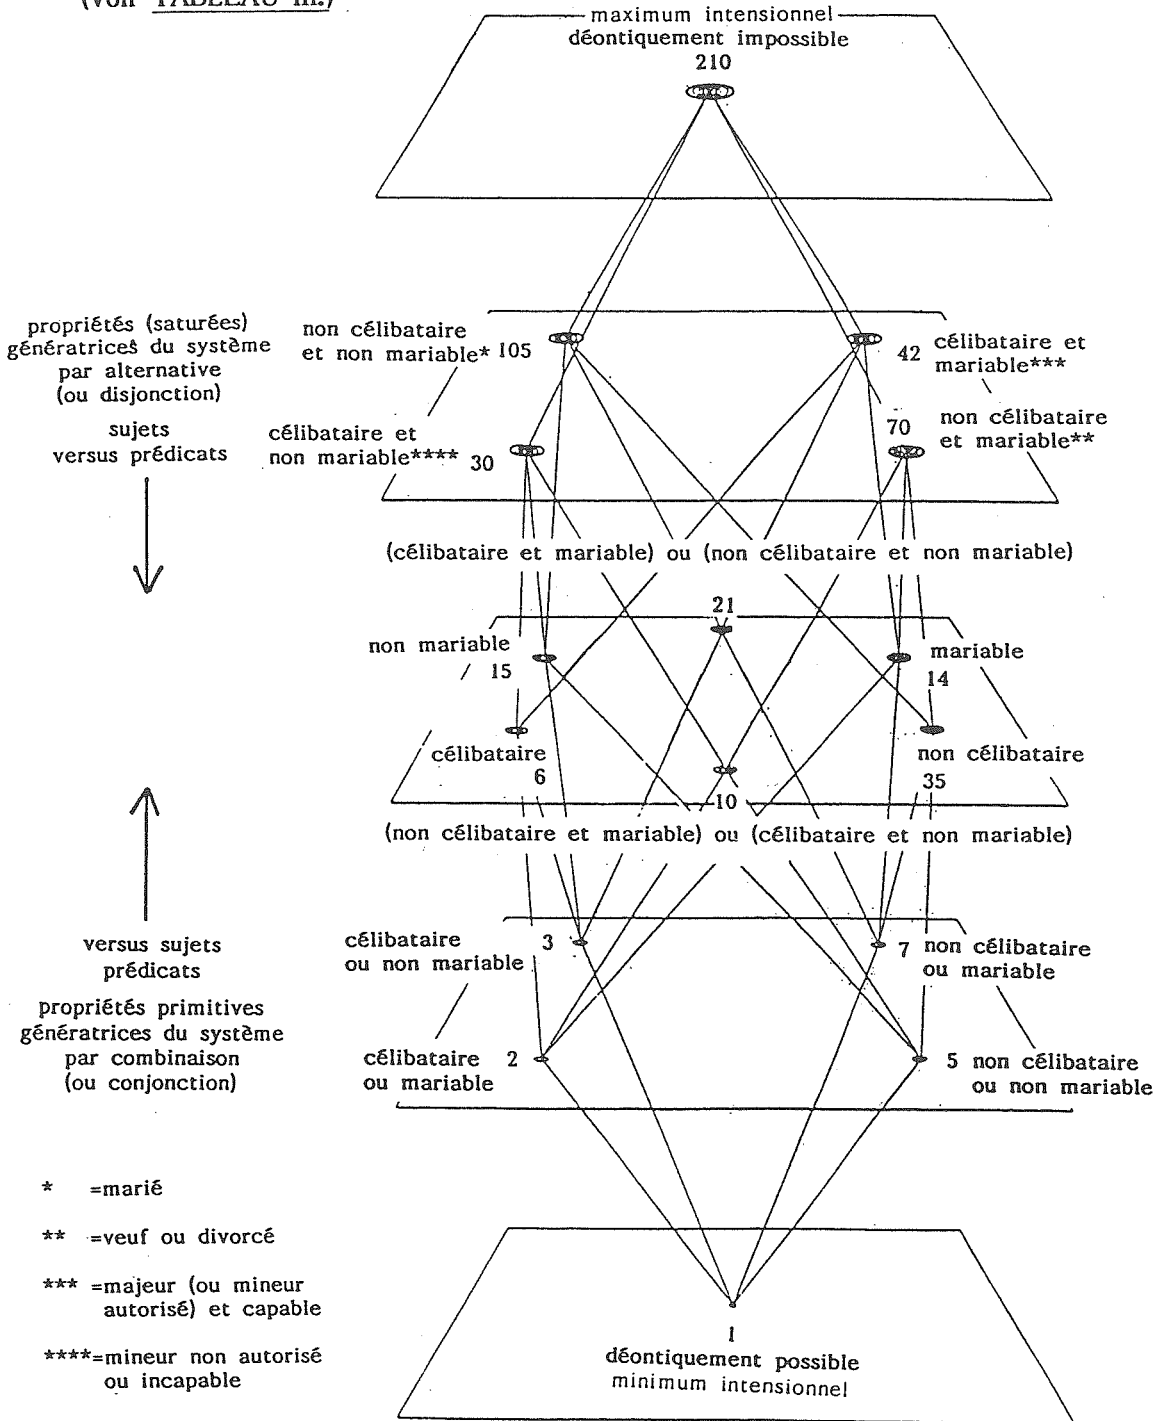 (voir TABLEAU III.)
maximum intensionnel
déontiquement impossible
210
propriétés (saturées)
génératrices du système
par alternative
(ou disjonction)
sujets
versus prédicats
non célibataire
et non mariable* 105
42 célibataire et
mariable***
célibataire et
non mariable**** 30
70 non célibataire
et mariable**
(célibataire et mariable) ou (non célibataire et non mariable)
21
non mariable
15
mariable
14
célibataire
6
non célibataire
35
10
(non célibataire et mariable) ou (célibataire et non mariable)
versus sujets
prédicats
propriétés primitives
génératrices du système
par combinaison
(ou conjonction)
célibataire
ou non mariable
3
7 non célibataire
ou mariable
célibataire
ou mariable
2
5 non célibataire
ou non mariable
* =marié
** =veuf ou divorcé
*** =majeur (ou mineur
autorisé) et capable
****=mineur non autorisé
ou incapable
1
déontiquement possible
minimum intensionnel